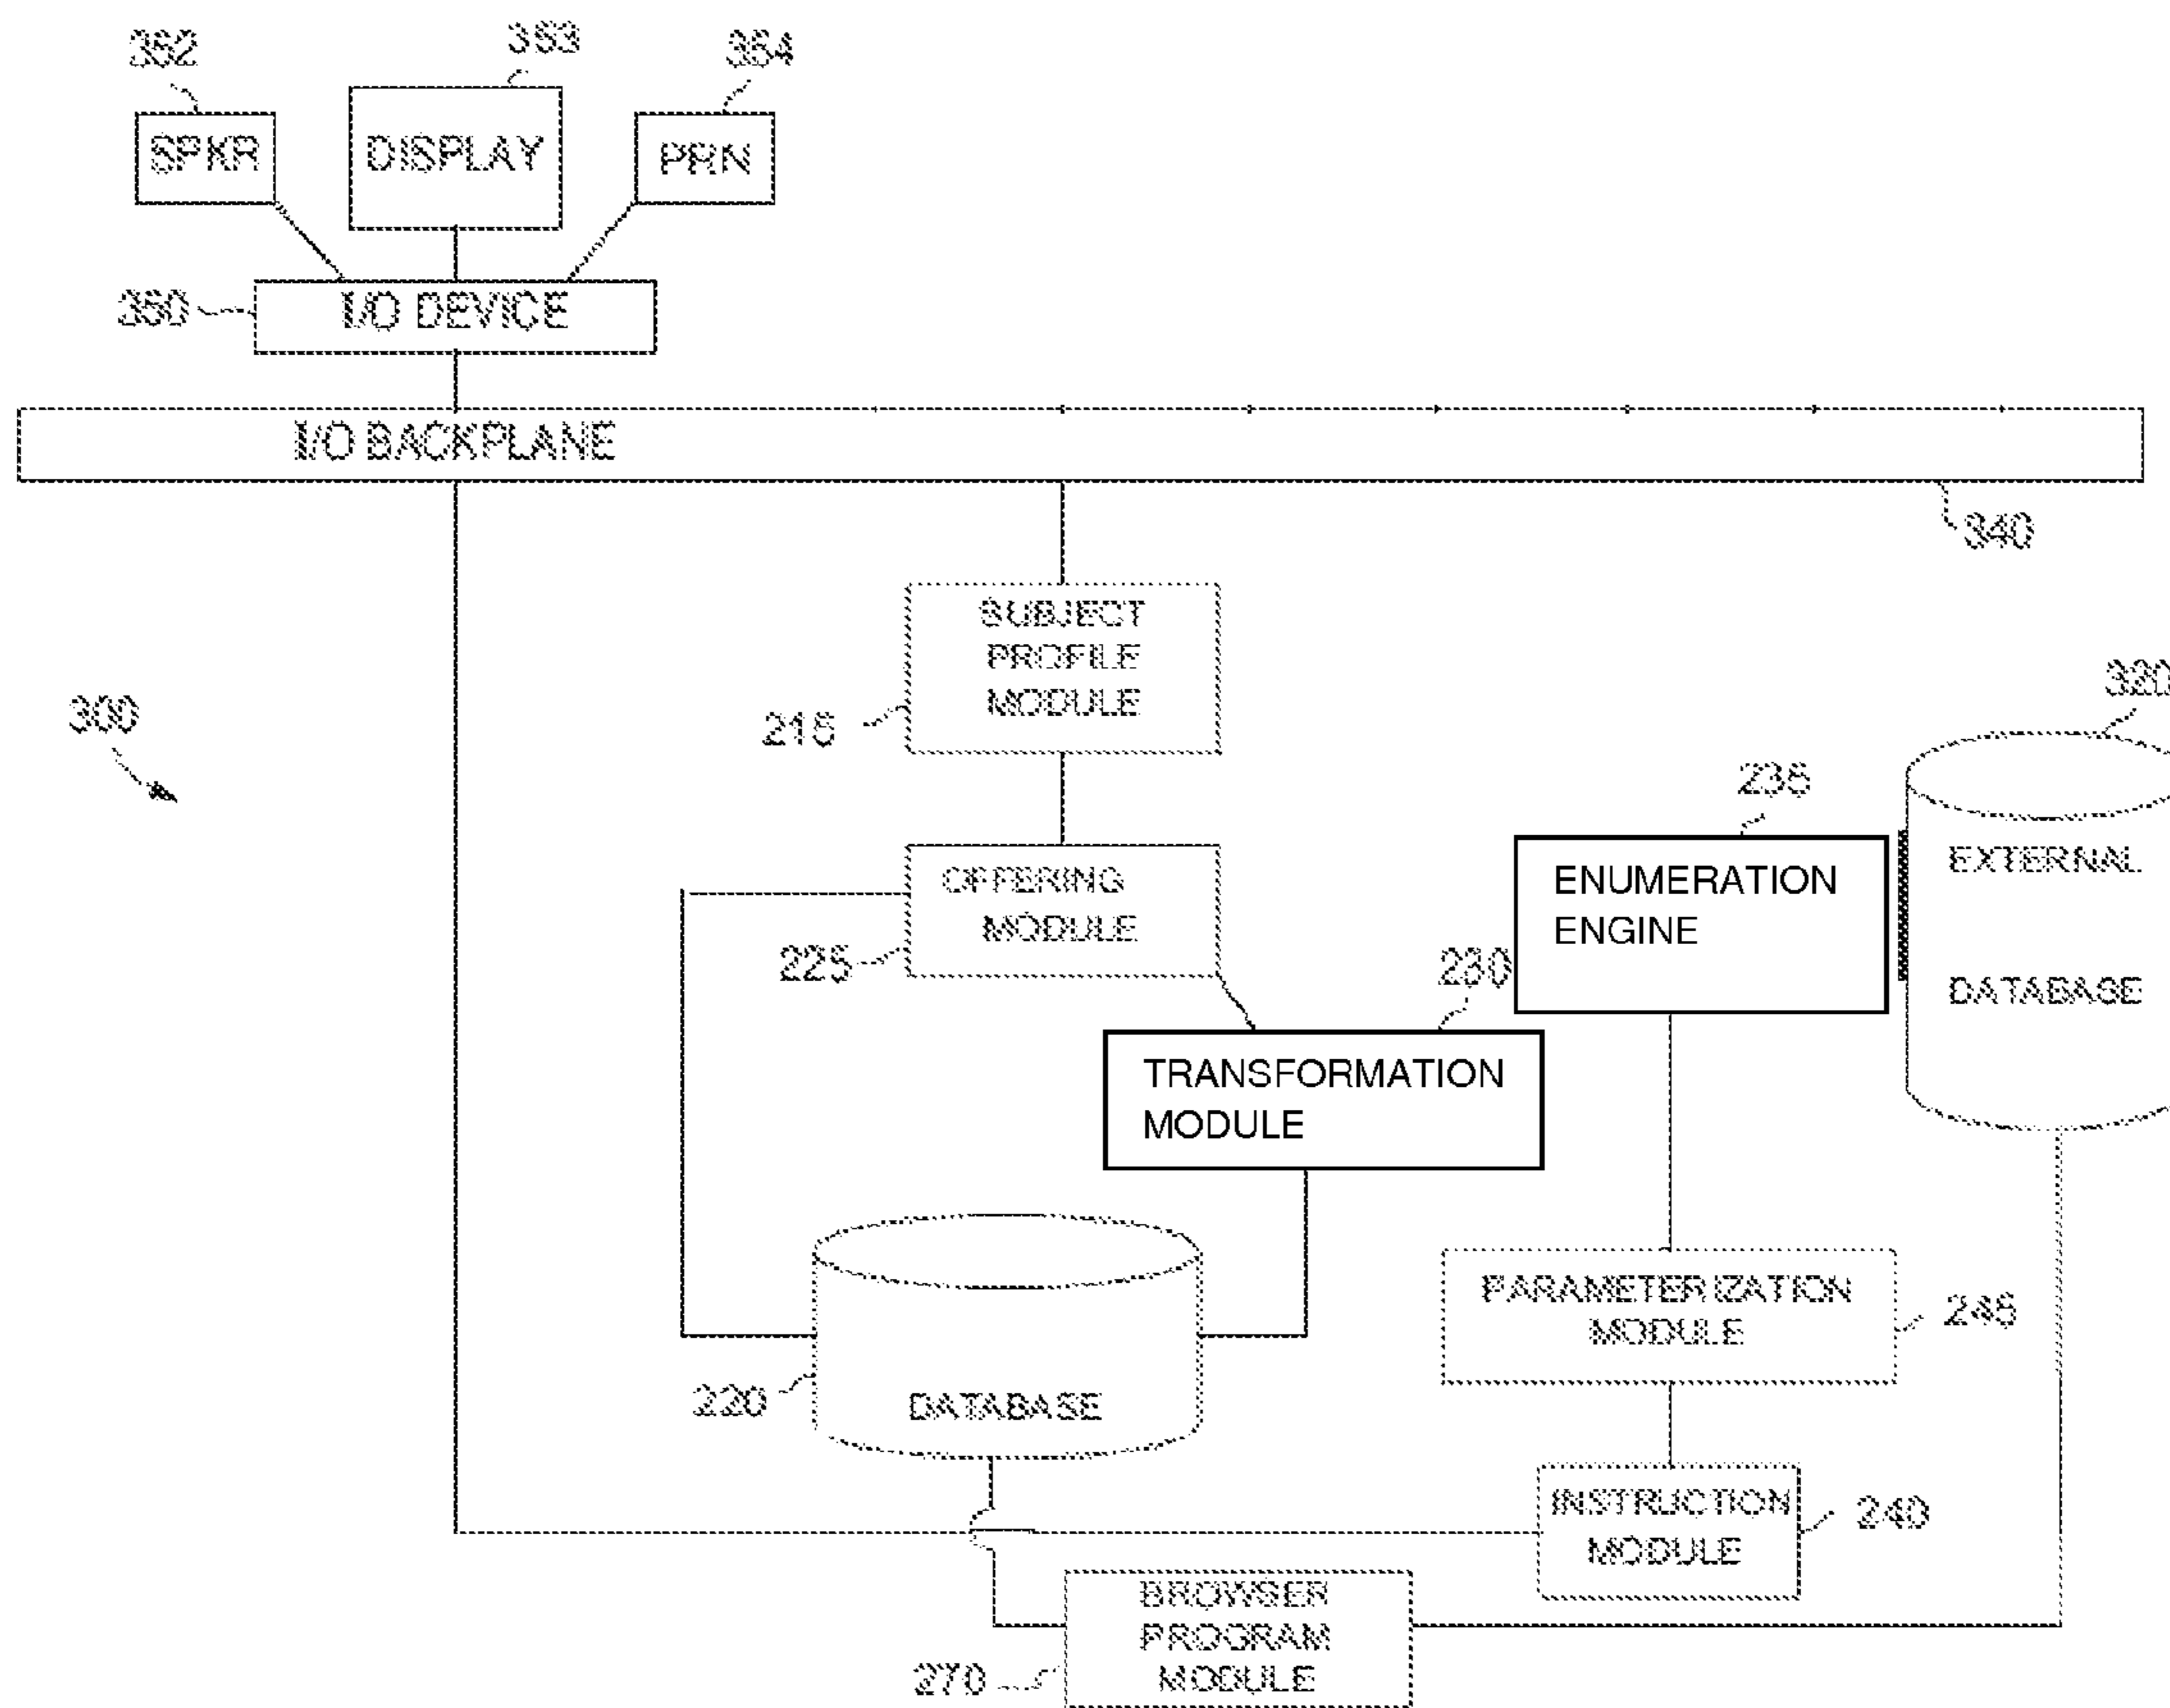 352
353
354
SPKR
DISPLAY
PRN
350
I/O DEVICE
I/O BACKPLANE
340
SUBJECT
PROFILE
MODULE
215
300
320
235
OFFERING
MODULE
225
ENUMERATION
ENGINE
EXTERNAL
DATABASE
230
TRANSFORMATION
MODULE
PARAMETERIZATION
MODULE
245
220
DATABASE
INSTRUCTION
MODULE
240
BROWSER
PROGRAM
MODULE
270